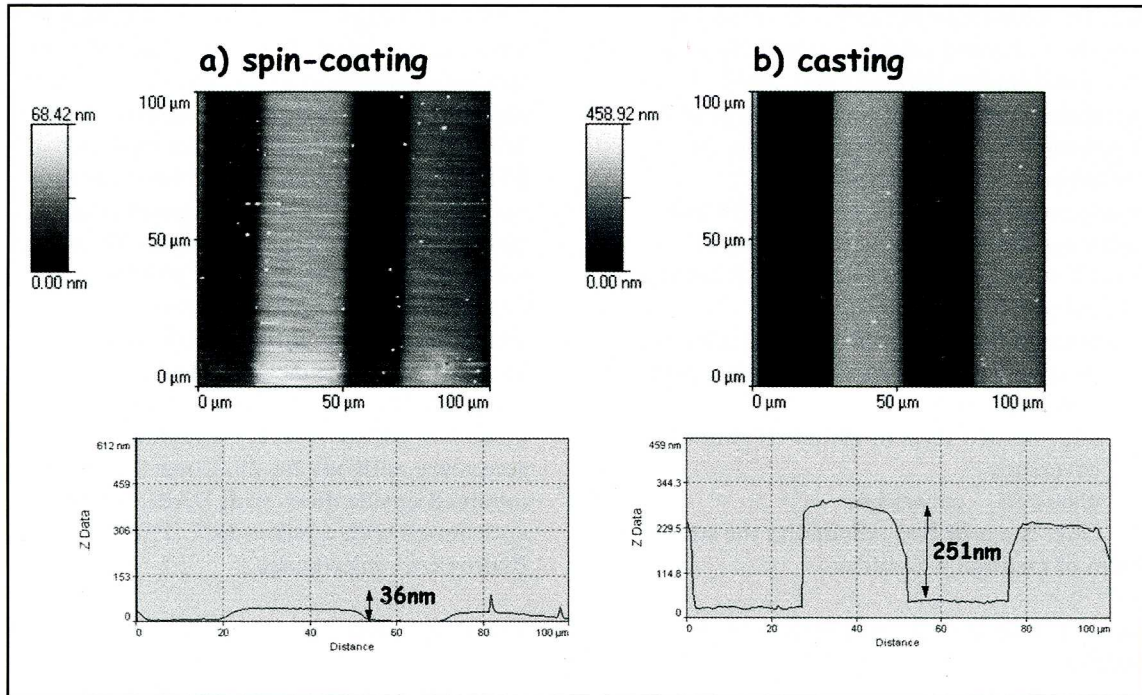 a) spin-coating
68.42 nm
0.00 nm
100 µm
50 µm
0 µm
0 µm
50 µm
100 µm
b) casting
458.92 nm
0.00 nm
100 µm
50 µm
0 µm
0 µm
50 µm
100 µm
612 nm
459
306
153
0
Z Data
36nm
0
20
40
60
80
100 µm
Distance
459 nm
344.3
229.5
114.8
0
Z Data
251nm
0
20
40
60
80
100 µm
Distance